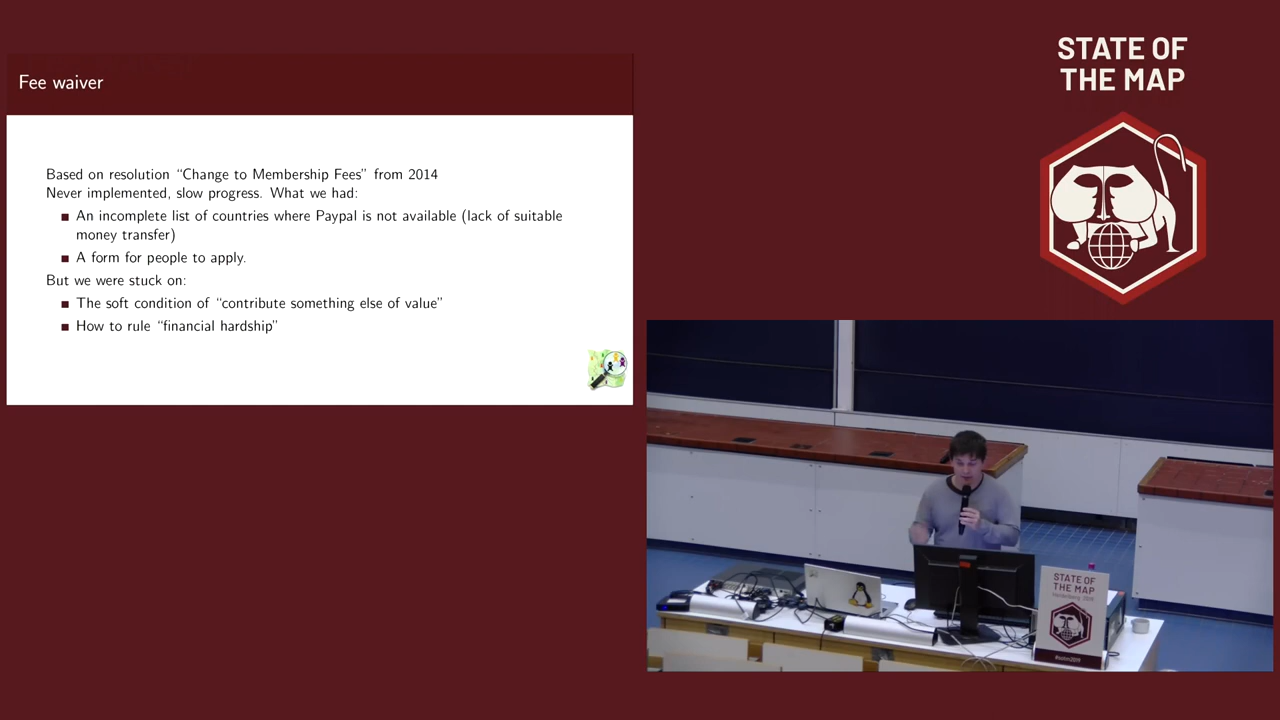 Fee waiver
Based on resolution “Change to Membership Fees” from 2014
Never implemented, slow progress. What we had:
An incomplete list of countries where Paypal is not available (lack of suitable
money transfer)
A form for people to apply.
But we were stuck on:
The soft condition of “contribute something else of value”
How to rule “financial hardship”
STATE OF
THE MAP
STATE OF
THE MAP
Heidelberg 2019
#sotm2019